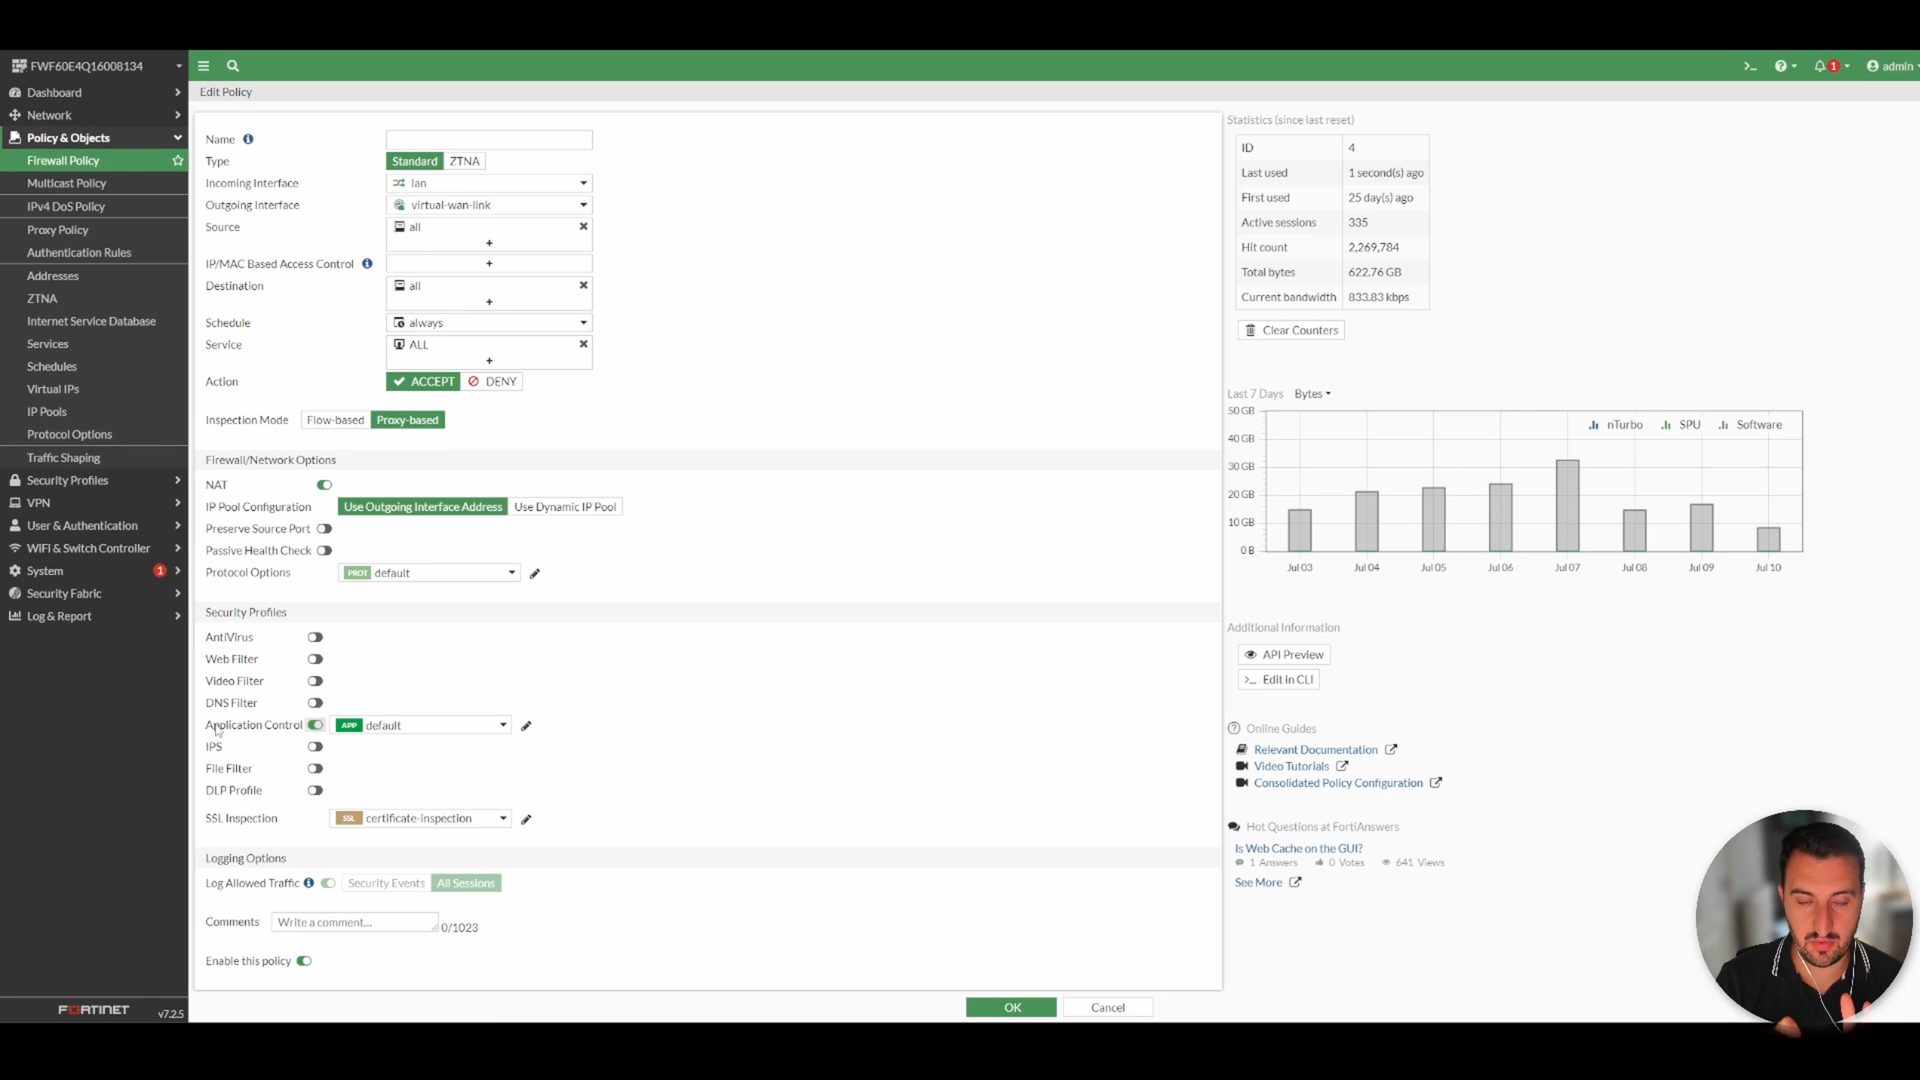 FWF60E4Q16008134
Dashboard
Network
Policy & Objects
Firewall Policy
Multicast Policy
IPv4 DoS Policy
Proxy Policy
Authentication Rules
Addresses
ZTNA
Internet Service Database
Services
Schedules
Virtual IPs
IP Pools
Protocol Options
Traffic Shaping
Security Profiles
VPN
User & Authentication
WiFi & Switch Controller
System 1
Security Fabric
Log & Report
FORTINET v7.2.5
1 admin
Edit Policy
Name
Type Standard ZTNA
Incoming Interface lan
Outgoing Interface virtual-wan-link
Source all
+
IP/MAC Based Access Control +
Destination all
+
Schedule always
Service ALL
+
Action ACCEPT DENY
Inspection Mode Flow-based Proxy-based
Firewall/Network Options
NAT
IP Pool Configuration Use Outgoing Interface Address Use Dynamic IP Pool
Preserve Source Port
Passive Health Check
Protocol Options PROT default
Security Profiles
AntiVirus
Web Filter
Video Filter
DNS Filter
Application Control APP default
IPS
File Filter
DLP Profile
SSL Inspection SSL certificate-inspection
Logging Options
Log Allowed Traffic Security Events All Sessions
Comments Write a comment... 0/1023
Enable this policy
OK Cancel
Statistics (since last reset)
ID 4
Last used 1 second(s) ago
First used 25 day(s) ago
Active sessions 335
Hit count 2,269,784
Total bytes 622.76 GB
Current bandwidth 833.83 kbps
Clear Counters
Last 7 Days Bytes
nTurbo SPU Software
50 GB
40 GB
30 GB
20 GB
10 GB
0 B
Jul 03 Jul 04 Jul 05 Jul 06 Jul 07 Jul 08 Jul 09 Jul 10
Additional Information
API Preview
>_ Edit in CLI
Online Guides
Relevant Documentation
Video Tutorials
Consolidated Policy Configuration
Hot Questions at FortiAnswers
Is Web Cache on the GUI?
1 Answers 0 Votes 641 Views
See More